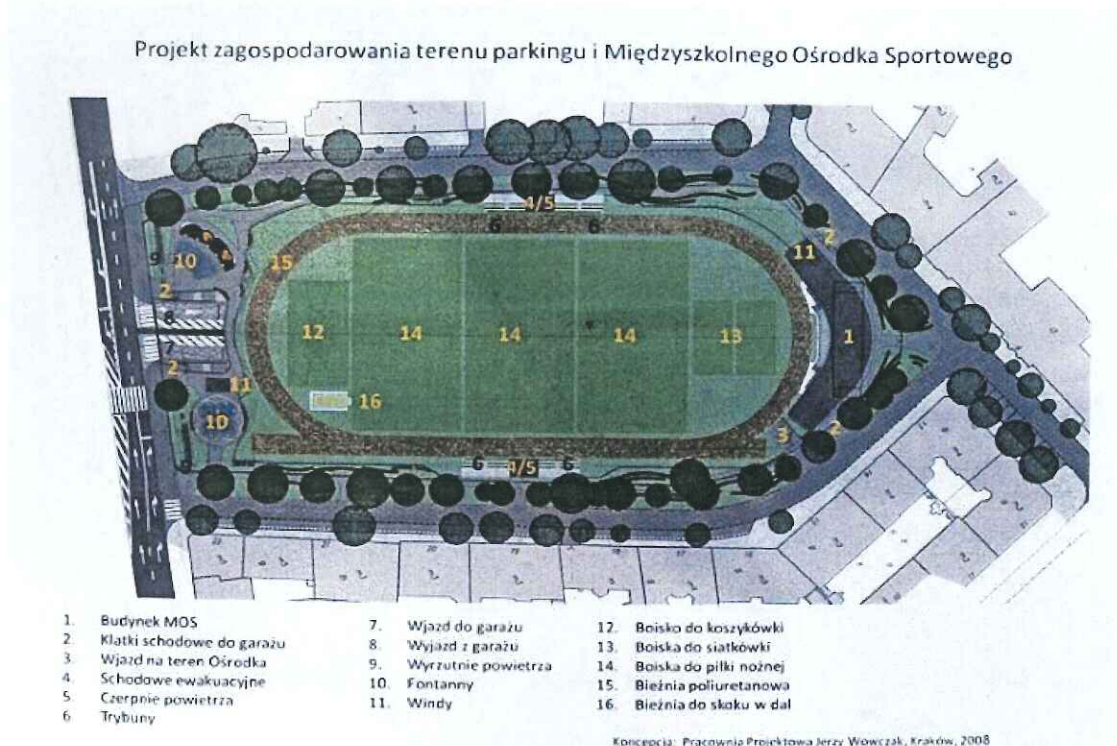 Projekt zagospodarowania terenu parkingu i Międzyszkolnego Ośrodka Sportowego
4/5
6 6
2
11
9 10 15
2
8
12 14 14 14 13 1
7
2
11
16
10
3 2
6 4/5 6
1. Budynek MOS
2. Klatki schodowe do garażu
3. Wjazd na teren Ośrodka
4. Schodowe ewakuacyjne
5. Czerpnie powietrza
6 Trybuny
7. Wjazd do garażu
8. Wyjazd z garażu
9. Wyrzutnie powietrza
10. Fontanny
11. Windy
12. Boisko do koszykówki
13. Boiska do siatkówki
14. Boiska do piłki nożnej
15. Bieżnia poliuretanowa
16. Bieżnia do skoku w dal
Koncepcja: Pracownia Projektowa Jerzy Wowczak, Kraków, 2008